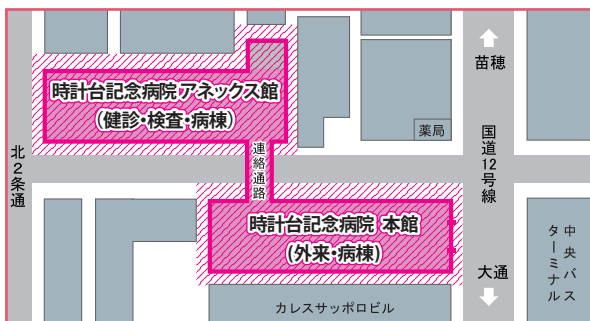 時計台記念病院 アネックス館
(健診・検査・病棟)
連絡通路
時計台記念病院 本館
(外来・病棟)
カレスサッポロビル
北2条通
薬局
苗穂
国道12号線
大通
中央バス
ターミナル